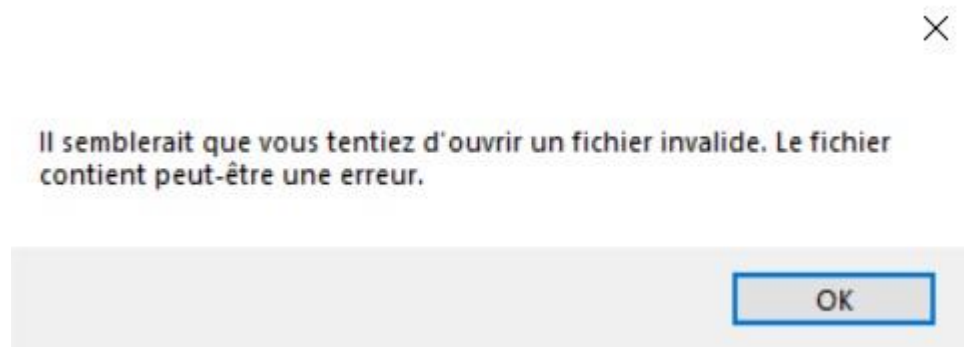 Il semblerait que vous tentiez d'ouvrir un fichier invalide. Le fichier
contient peut-être une erreur.
OK